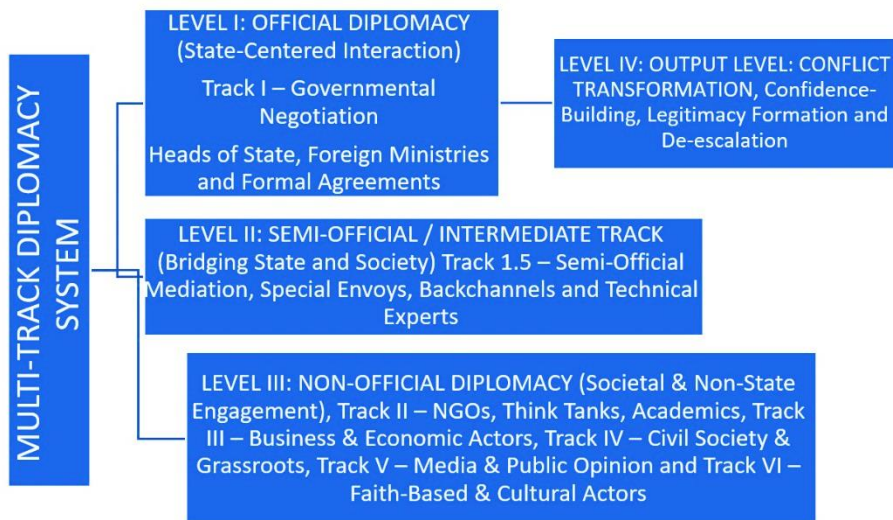 MULTI-TRACK DIPLOMACY
SYSTEM
LEVEL I: OFFICIAL DIPLOMACY
(State-Centered Interaction)
Track I – Governmental
Negotiation
Heads of State, Foreign Ministries
and Formal Agreements
LEVEL IV: OUTPUT LEVEL: CONFLICT
TRANSFORMATION, Confidence-
Building, Legitimacy Formation and
De-escalation
LEVEL II: SEMI-OFFICIAL / INTERMEDIATE TRACK
(Bridging State and Society) Track 1.5 – Semi-Official
Mediation, Special Envoys, Backchannels and Technical
Experts
LEVEL III: NON-OFFICIAL DIPLOMACY (Societal & Non-State
Engagement), Track II – NGOs, Think Tanks, Academics, Track
III – Business & Economic Actors, Track IV – Civil Society &
Grassroots, Track V – Media & Public Opinion and Track VI –
Faith-Based & Cultural Actors